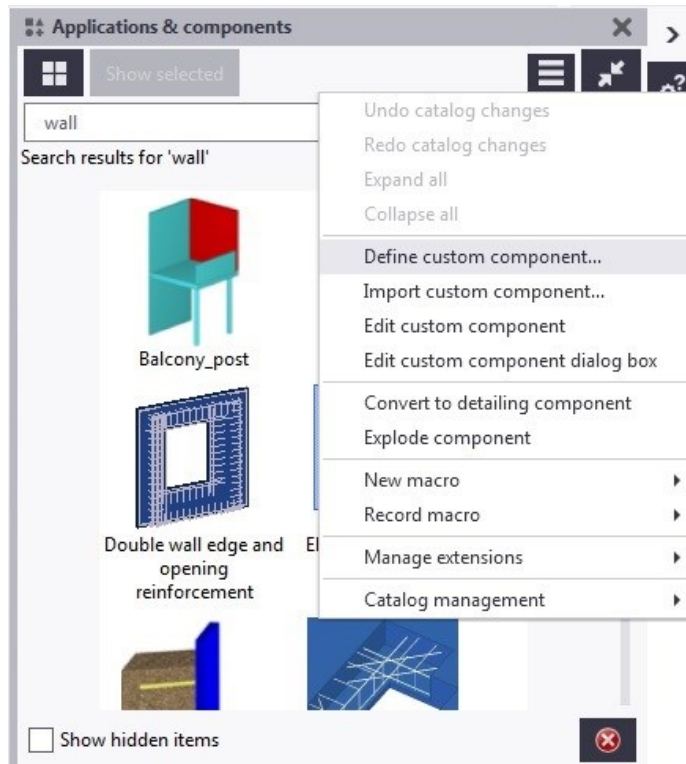 Applications & components
Show selected
wall
Search results for 'wall'
Undo catalog changes
Redo catalog changes
Expand all
Collapse all
Define custom component...
Import custom component...
Edit custom component
Edit custom component dialog box
Convert to detailing component
Explode component
New macro
Record macro
Manage extensions
Catalog management
Balcony_post
Double wall edge and
opening
reinforcement
Show hidden items